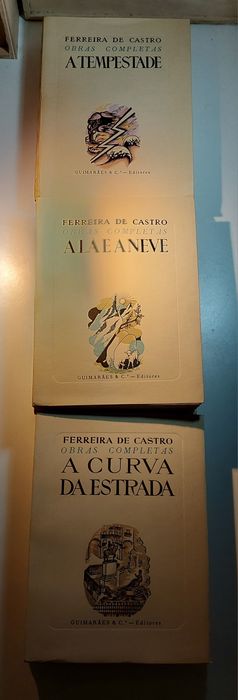 FERREIRA DE CASTRO
OBRAS COMPLETAS
A TEMPESTADE
GUIMARÃES & C.ª – Editores
FERREIRA DE CASTRO
OBRAS COMPLETAS
A LÃ E A NEVE
GUIMARÃES & C.ª – Editores
FERREIRA DE CASTRO
OBRAS COMPLETAS
A CURVA
DA ESTRADA
GUIMARÃES & C.ª – Editores